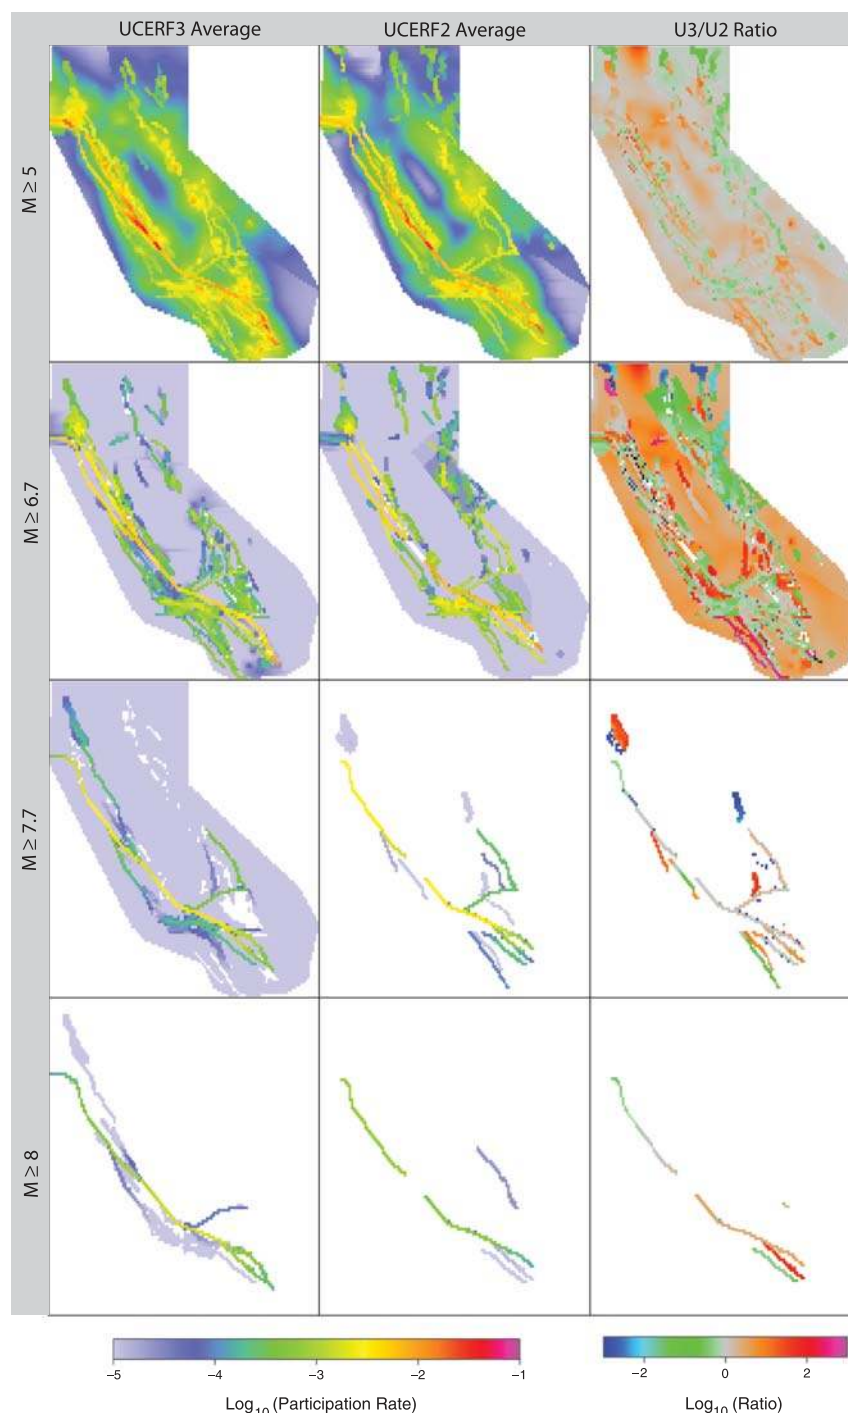 UCERF3 Average
UCERF2 Average
U3/U2 Ratio
M ≥ 5
M ≥ 6.7
M ≥ 7.7
M ≥ 8
−5 −4 −3 −2 −1
Log10 (Participation Rate)
−2 0 2
Log10 (Ratio)